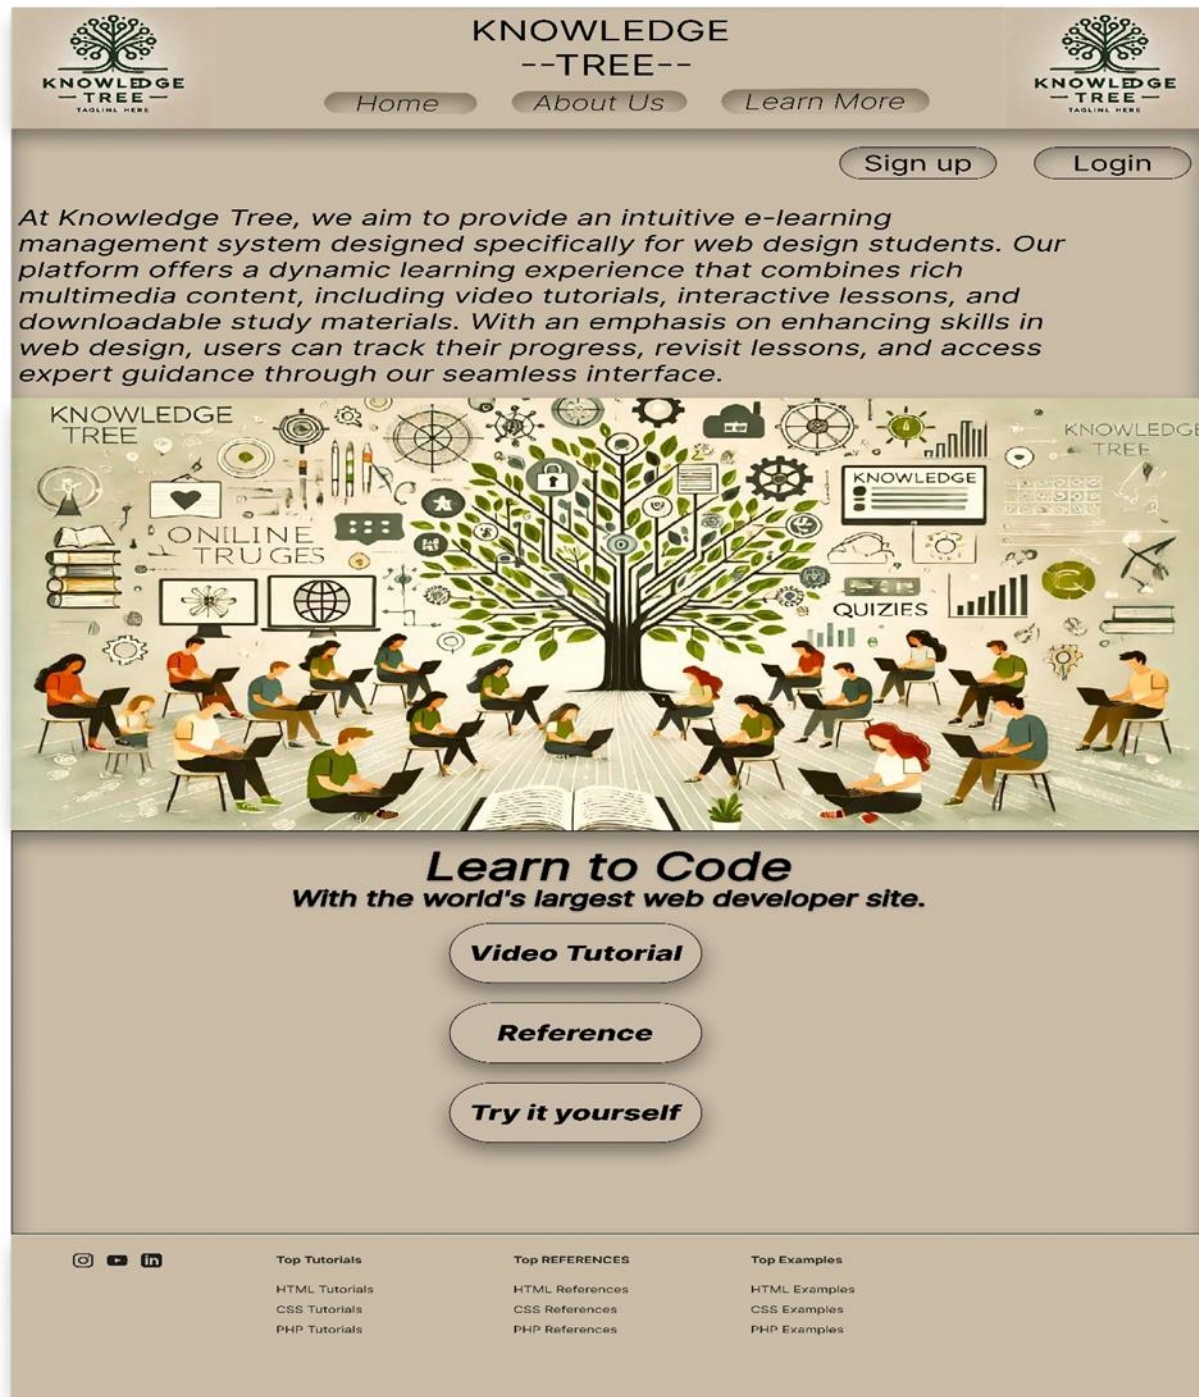 KNOWLEDGE
TREE
TAGLINL HERE
KNOWLEDGE
--TREE--
KNOWLEDGE
TREE
TAGLINL HERE
Home
About Us
Learn More
Sign up
Login
At Knowledge Tree, we aim to provide an intuitive e-learning
management system designed specifically for web design students. Our
platform offers a dynamic learning experience that combines rich
multimedia content, including video tutorials, interactive lessons, and
downloadable study materials. With an emphasis on enhancing skills in
web design, users can track their progress, revisit lessons, and access
expert guidance through our seamless interface.
KNOWLEDGE
TREE
KNOWLEDGE
TREE
KNOWLEDGE
ONILINE
TRUGES
QUIZIES
Learn to Code
With the world's largest web developer site.
Video Tutorial
Reference
Try it yourself
in
Top Tutorials
HTML Tutorials
CSS Tutorials
PHP Tutorials
Top REFERENCES
HTML References
CSS References
PHP References
Top Examples
HTML Examples
CSS Examples
PHP Examples